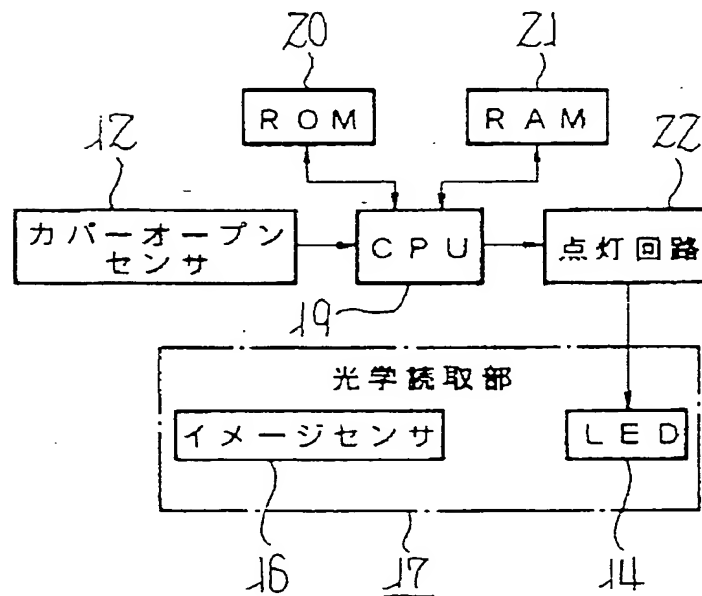 20
21
ROM
RAM
12
22
カバーオープン
センサ
CPU
点灯回路
19
光学読取部
イメージセンサ
LED
16
17
14